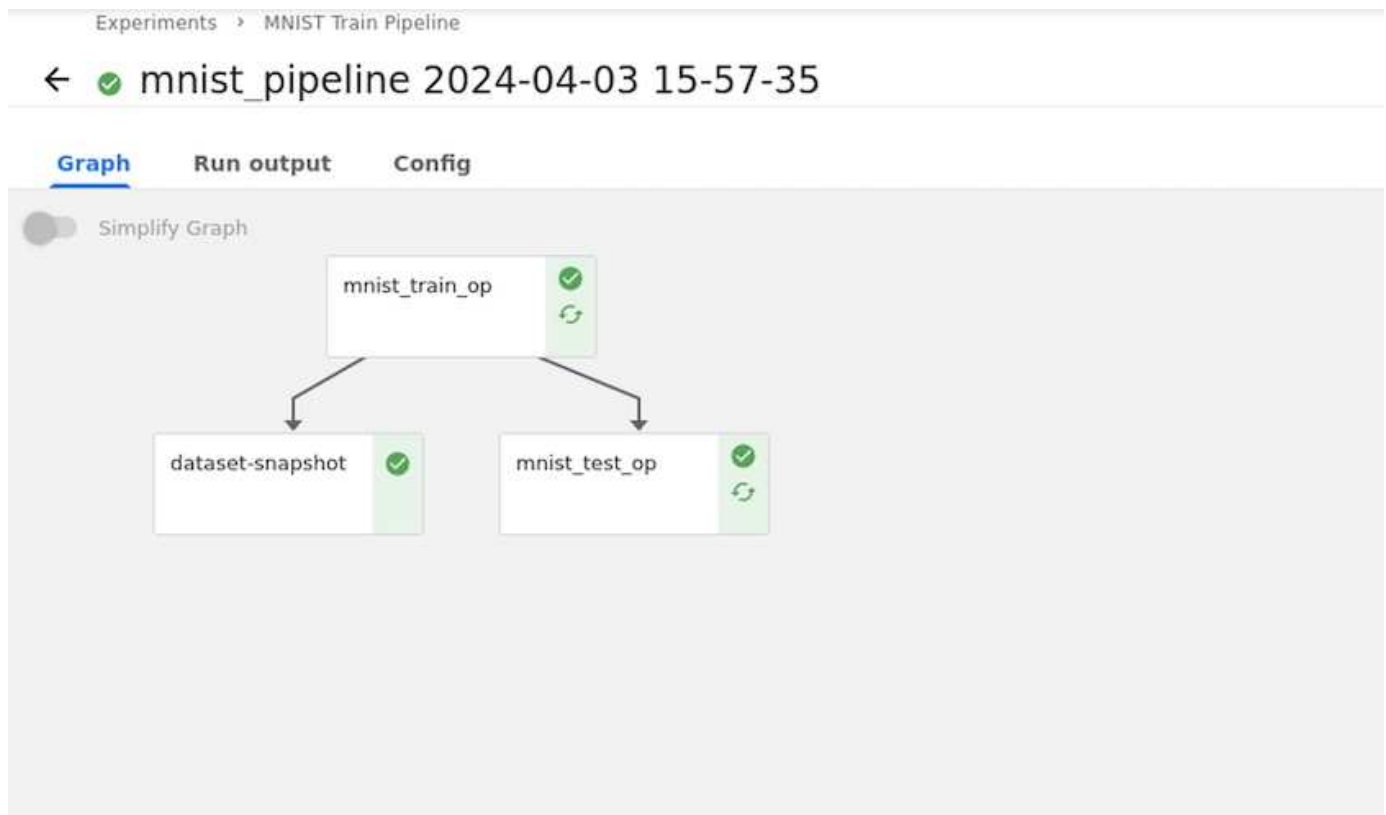 Experiments > MNIST Train Pipeline
mnist_pipeline 2024-04-03 15-57-35
Graph Run output Config
Simplify Graph
mnist_train_op
dataset-snapshot mnist_test_op